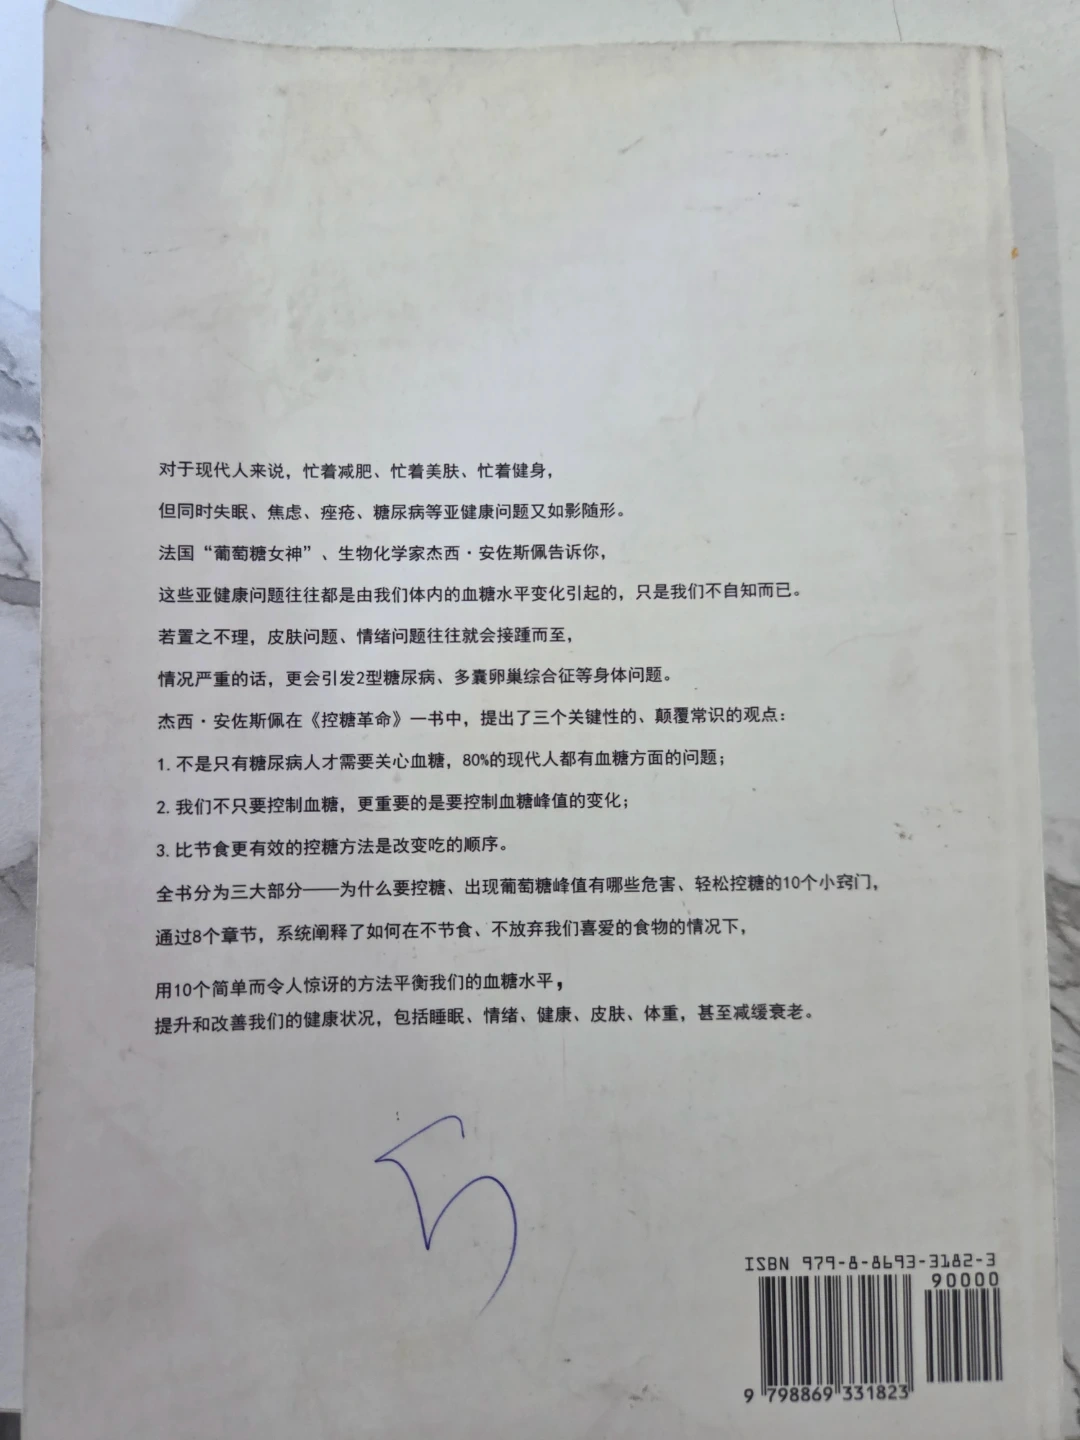 对于现代人来说，忙着减肥、忙着美肤、忙着健身，
但同时失眠、焦虑、痤疮、糖尿病等亚健康问题又如影随形。
法国“葡萄糖女神”、生物化学家杰西·安佐斯佩告诉你，
这些亚健康问题往往都是由我们体内的血糖水平变化引起的，只是我们不自知而已。
若置之不理，皮肤问题、情绪问题往往就会接踵而至，
情况严重的话，更会引发2型糖尿病、多囊卵巢综合征等身体问题。
杰西·安佐斯佩在《控糖革命》一书中，提出了三个关键性的、颠覆常识的观点：
1. 不是只有糖尿病人才需要关心血糖，80%的现代人都有血糖方面的问题；
2. 我们不只要控制血糖，更重要的是要控制血糖峰值的变化；
3. 比节食更有效的控糖方法是改变吃的顺序。
全书分为三大部分——为什么要控糖、出现葡萄糖峰值有哪些危害、轻松控糖的10个小窍门，
通过8个章节，系统阐释了如何在不节食、不放弃我们喜爱的食物的情况下，
用10个简单而令人惊讶的方法平衡我们的血糖水平，
提升和改善我们的健康状况，包括睡眠、情绪、健康、皮肤、体重，甚至减缓衰老。
ISBN 979-8-8693-3182-3
90000
9 798869 331823